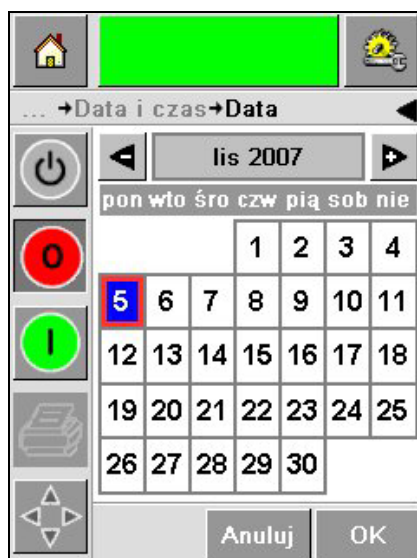 ... →Data i czas→Data
lis 2007
pon wto śro czw pią sob nie
1 2 3 4
5 6 7 8 9 10 11
12 13 14 15 16 17 18
19 20 21 22 23 24 25
26 27 28 29 30
O
I
Anuluj OK